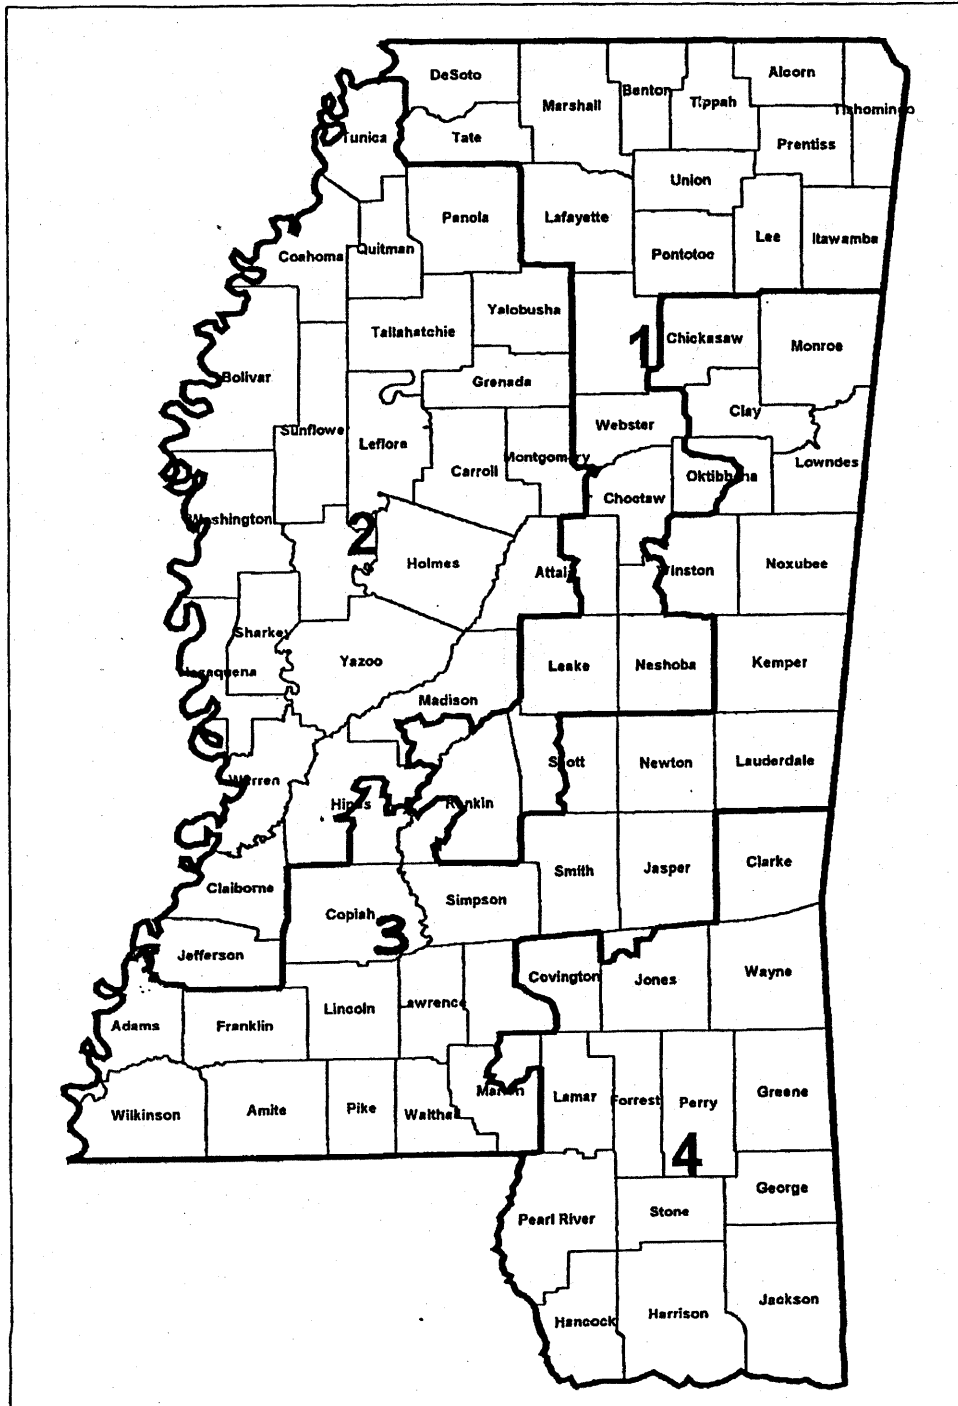 DeSoto
Marshall
Benton
Tippah
Alcorn
Tishomingo
Tunica
Tate
Prentiss
Union
Panola
Lafayette
Pontotoc
Lee
Itawamba
Coahoma
Quitman
Yalobusha
Tallahatchie
1
Chickasaw
Monroe
Bolivar
Grenada
Clay
Webster
Sunflowe
Leflore
Carroll
Montgomery
Oktibbeha
Lowndes
Choctaw
Washington
2
Holmes
Attala
Winston
Noxubee
Sharkey
Issaquena
Yazoo
Leake
Neshoba
Kemper
Madison
Scott
Newton
Lauderdale
Warren
Hinds
Rankin
Smith
Jasper
Clarke
Claiborne
Copiah
Simpson
3
Jefferson
Covington
Jones
Wayne
Lincoln
Lawrence
Adams
Franklin
Marion
Lamar
Forrest
Perry
Greene
Wilkinson
Amite
Pike
Walthall
4
George
Pearl River
Stone
Hancock
Harrison
Jackson